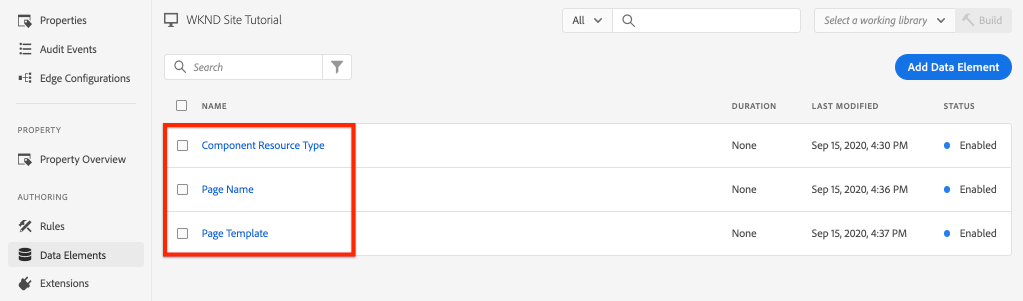 Properties
Audit Events
Edge Configurations
PROPERTY
Property Overview
AUTHORING
Rules
Data Elements
Extensions
WKND Site Tutorial
All
Select a working library
Build
Search
Add Data Element
NAME DURATION LAST MODIFIED STATUS
Component Resource Type None Sep 15, 2020, 4:30 PM Enabled
Page Name None Sep 15, 2020, 4:36 PM Enabled
Page Template None Sep 15, 2020, 4:37 PM Enabled